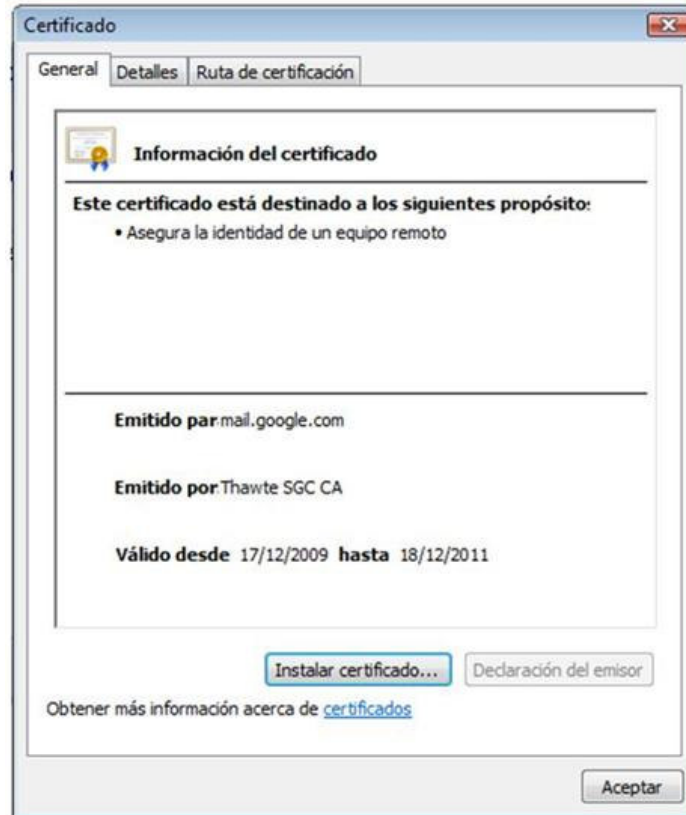 Certificado
General Detalles Ruta de certificación
Información del certificado
Este certificado está destinado a los siguientes propósito:
• Asegura la identidad de un equipo remoto
Emitido par mail.google.com
Emitido por Thawte SGC CA
Válido desde 17/12/2009 hasta 18/12/2011
Instalar certificado... Declaración del emisor
Obtener más información acerca de certificados
Aceptar